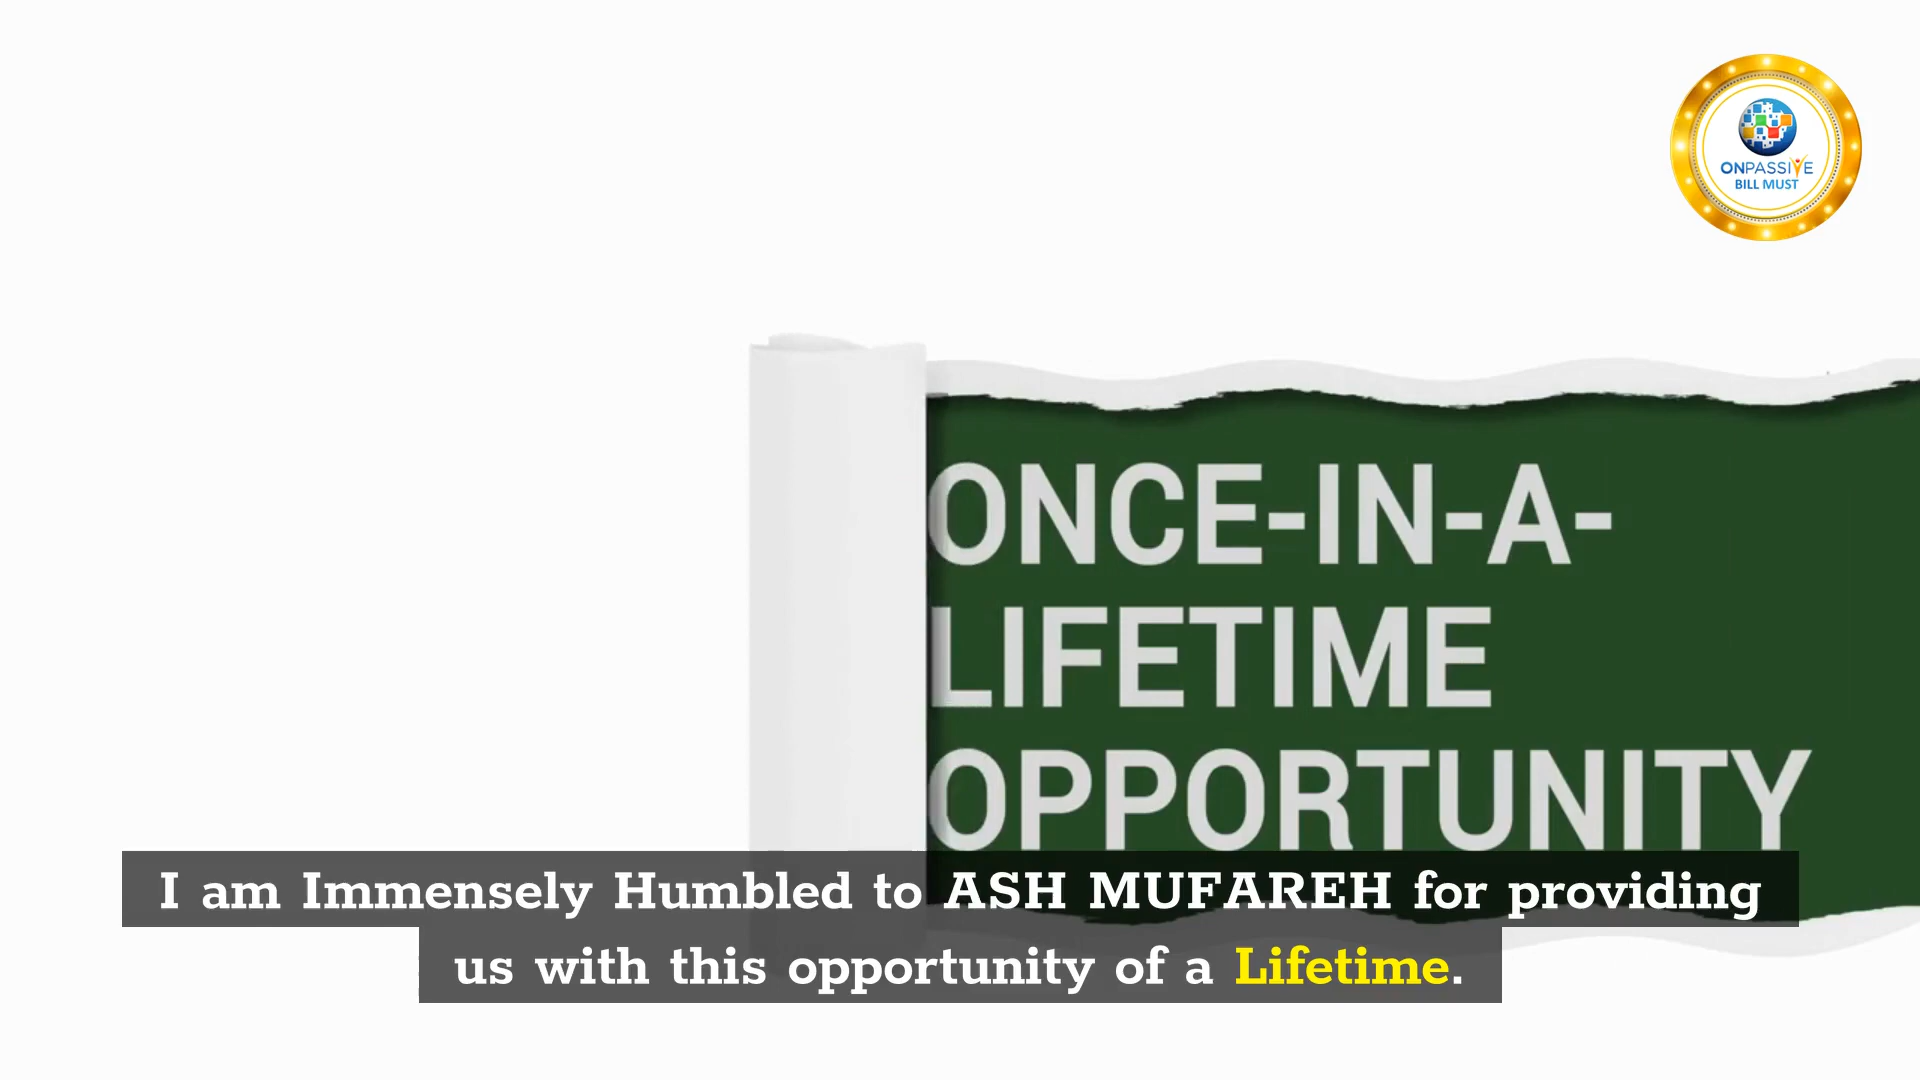 ONPASSIVE
BILL MUST
ONCE-IN-A-
LIFETIME
OPPORTUNITY
I am Immensely Humbled to ASH MUFAREH for providing
us with this opportunity of a Lifetime.